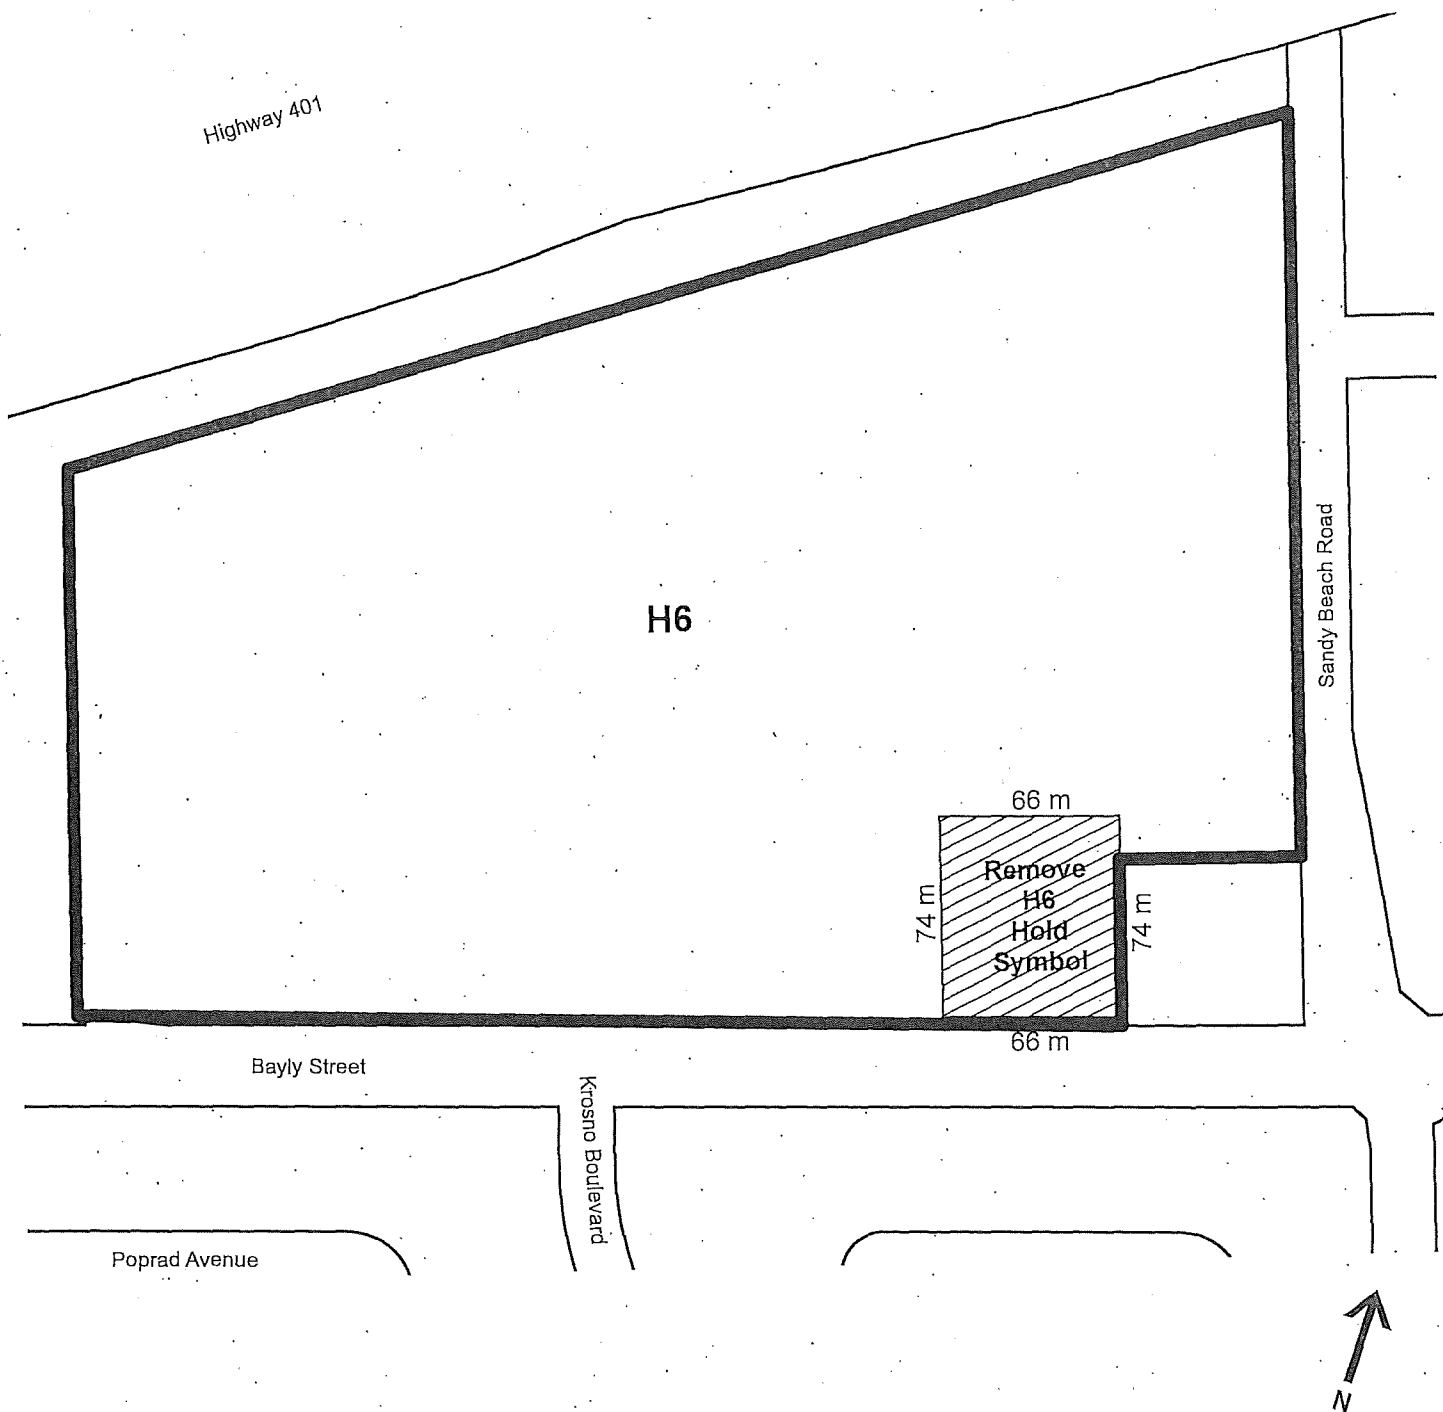 Highway 401
Sandy Beach Road
H6
66 m
74 m
Remove
H6
Hold
Symbol
74 m
66 m
Bayly Street
Krosno Boulevard
Poprad Avenue
N